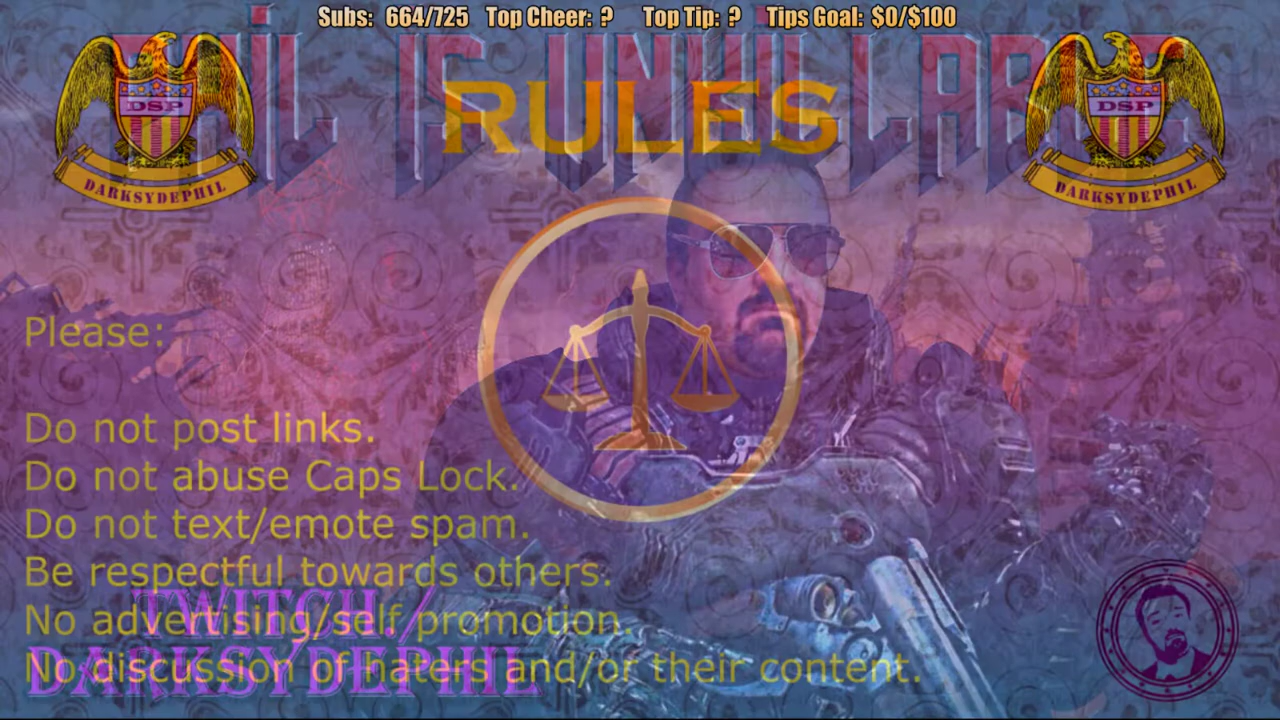 Subs: 664/725 Top Cheer: ? Top Tip: ? Tips Goal: $0/$100
IS
RULES
DSP
DARKSYDEPHIL
DSP
DARKSYDEPHIL
Please:
Do not post links.
Do not abuse Caps Lock.
Do not text/emote spam.
Be respectful towards others.
TWITCH./
No advertising/self promotion.
DARKSYDEPHIL
No discussion of haters and/or their content.